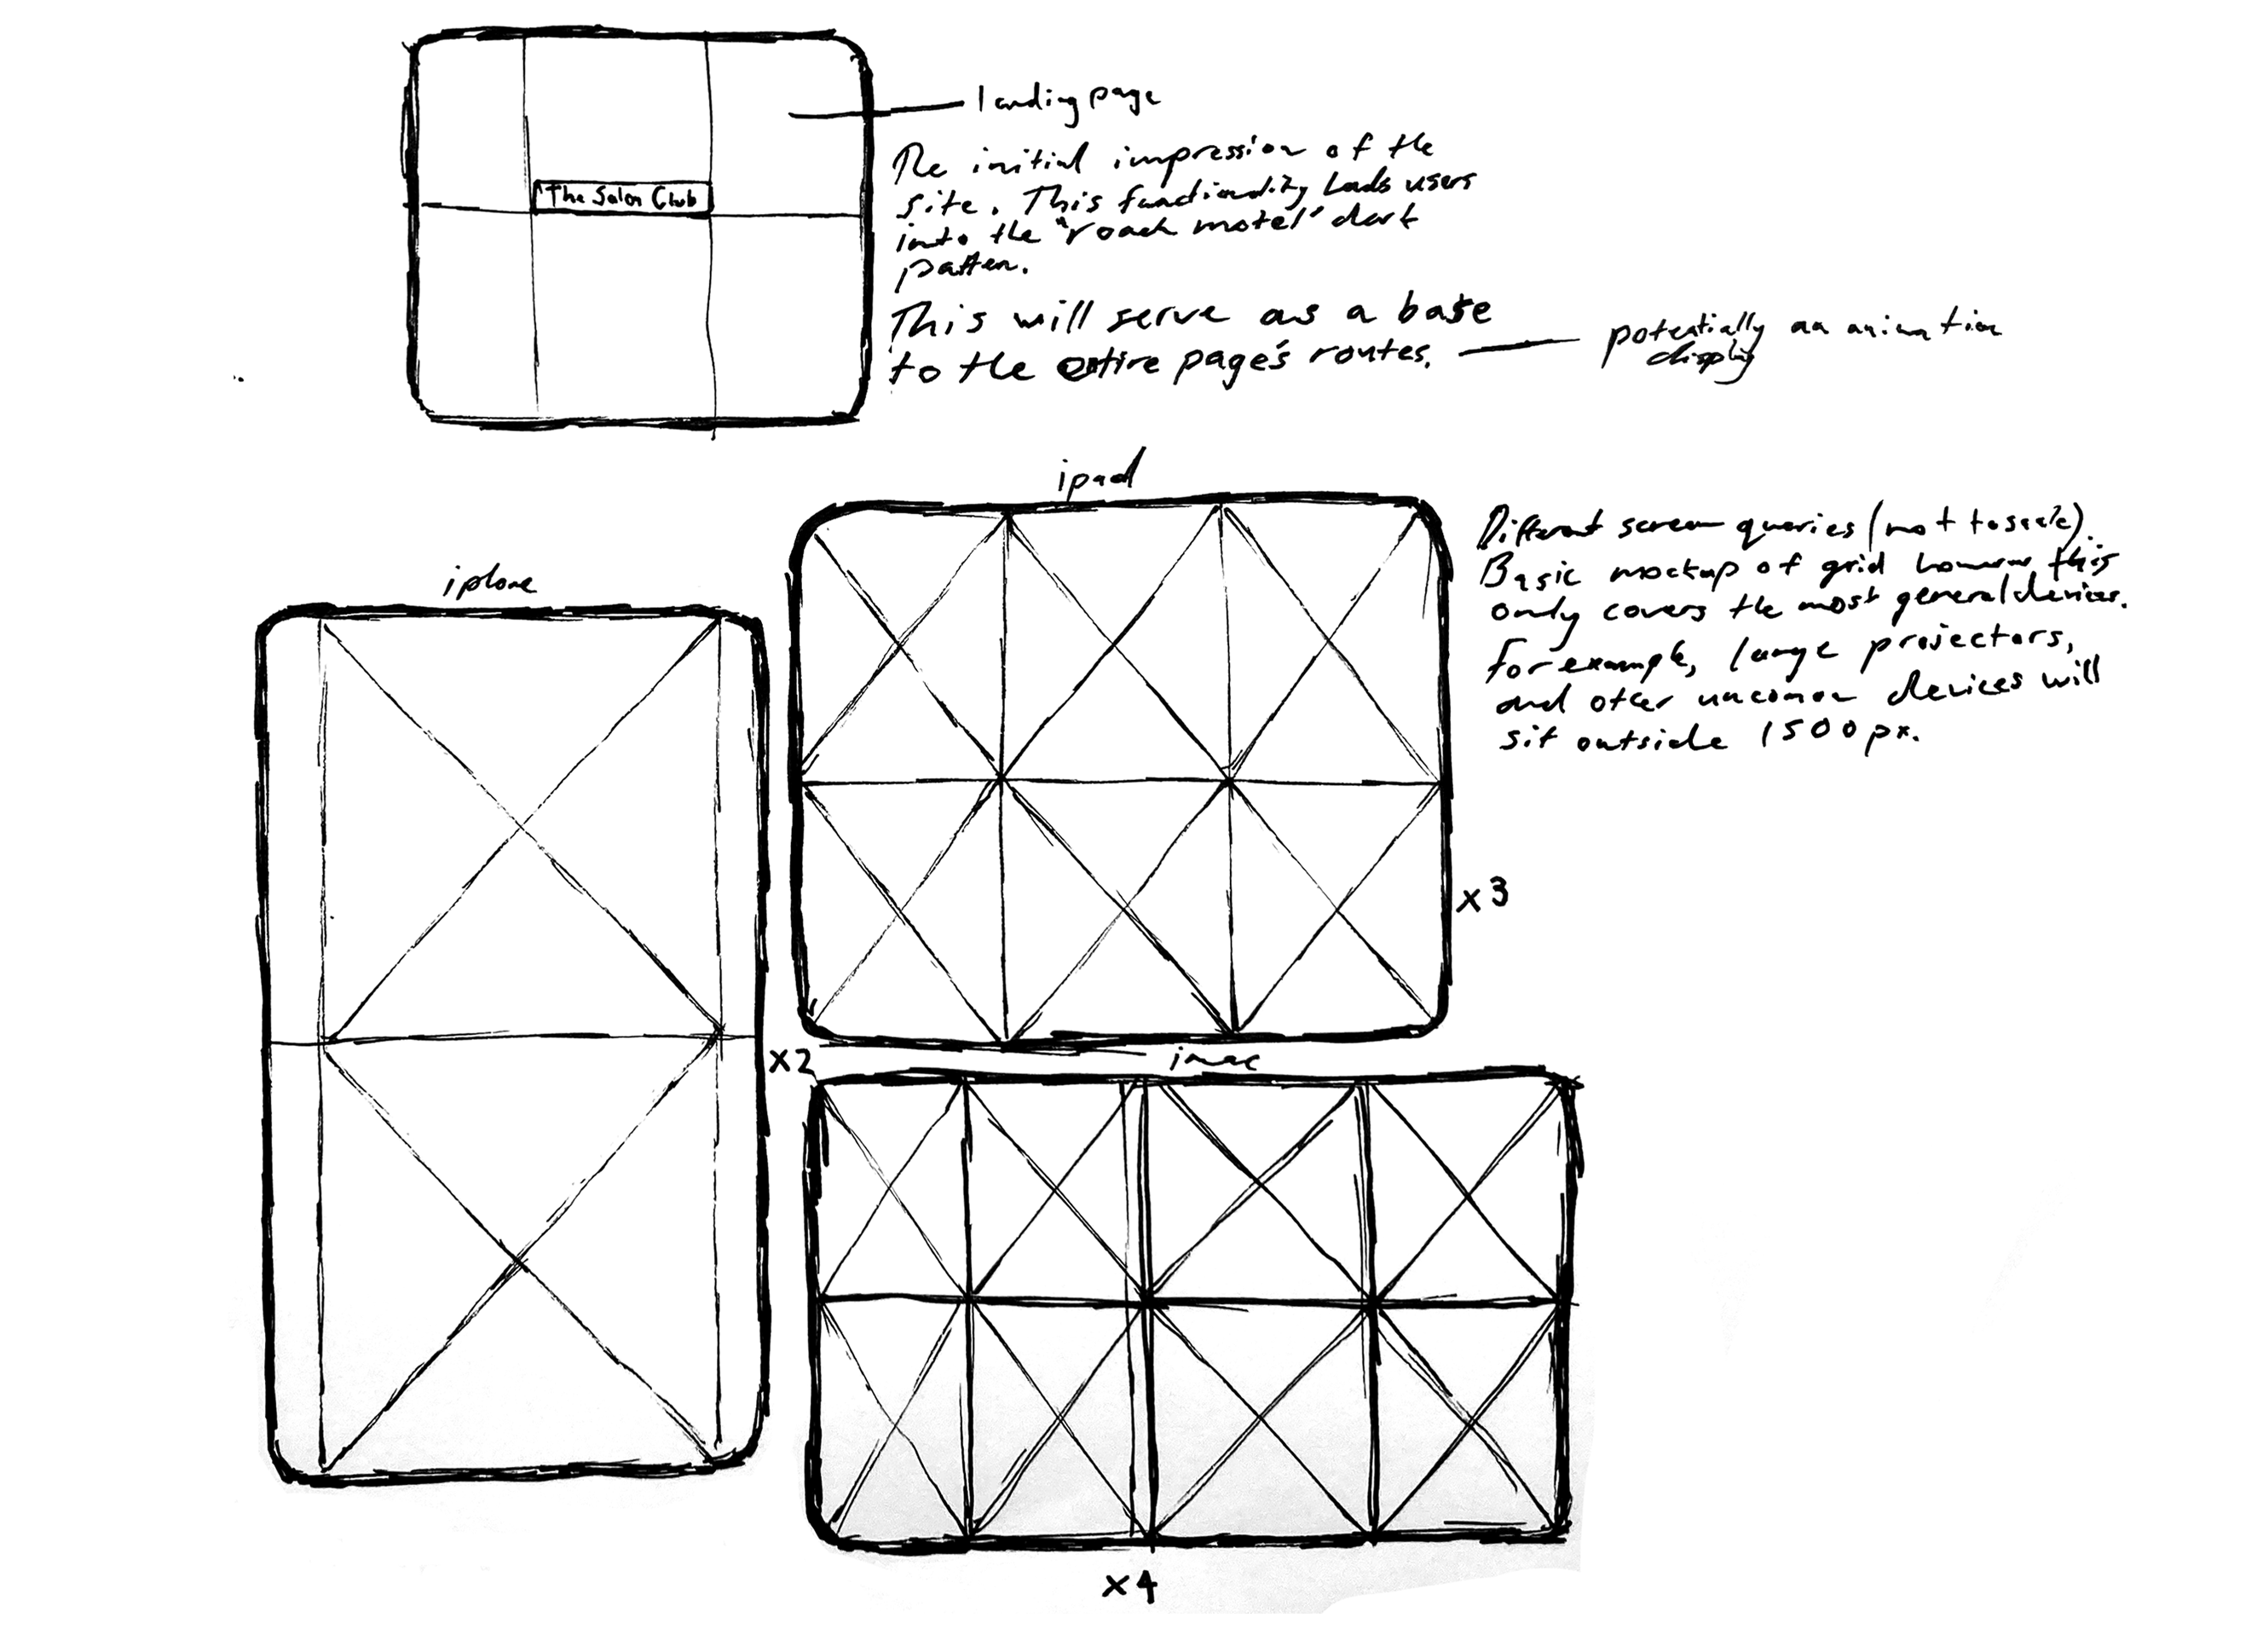 landing page
The Salon Club
The initial impression of the
site. This functionality leads users
into the "roach motel" dark
pattern.
This will serve as a base
to the entire page's routes.
potentially an animation
display
ipad
Different screen queries (not to scale).
Basic mockup of grid however this
only covers the most general devices.
For example, large projectors,
and other uncommon devices will
sit outside 1500px.
iphone
x3
x2
imac
x4